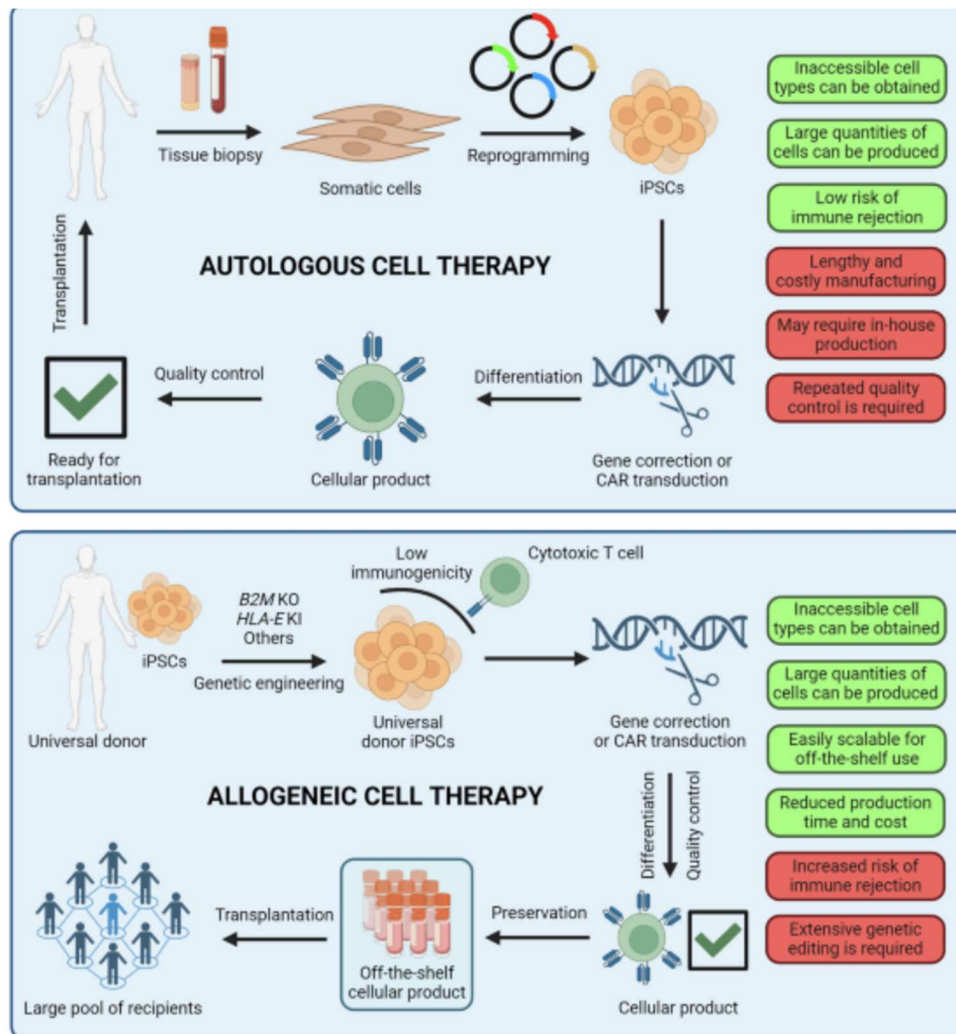 Tissue biopsy
Somatic cells
Reprogramming
iPSCs
Inaccessible cell
types can be obtained
Large quantities of
cells can be produced
Low risk of
immune rejection
Lengthy and
costly manufacturing
May require in-house
production
Repeated quality
control is required
AUTOLOGOUS CELL THERAPY
Transplantation
Ready for
transplantation
Quality control
Cellular product
Differentiation
Gene correction or
CAR transduction
Universal donor
iPSCs
B2M KO
HLA-E KI
Others
Genetic engineering
Low
immunogenicity
Cytotoxic T cell
Universal
donor iPSCs
Gene correction
or CAR transduction
Inaccessible cell
types can be obtained
Large quantities of
cells can be produced
Easily scalable for
off-the-shelf use
Reduced production
time and cost
Increased risk of
immune rejection
Extensive genetic
editing is required
ALLOGENEIC CELL THERAPY
Differentiation
Quality control
Cellular product
Preservation
Off-the-shelf
cellular product
Transplantation
Large pool of recipients